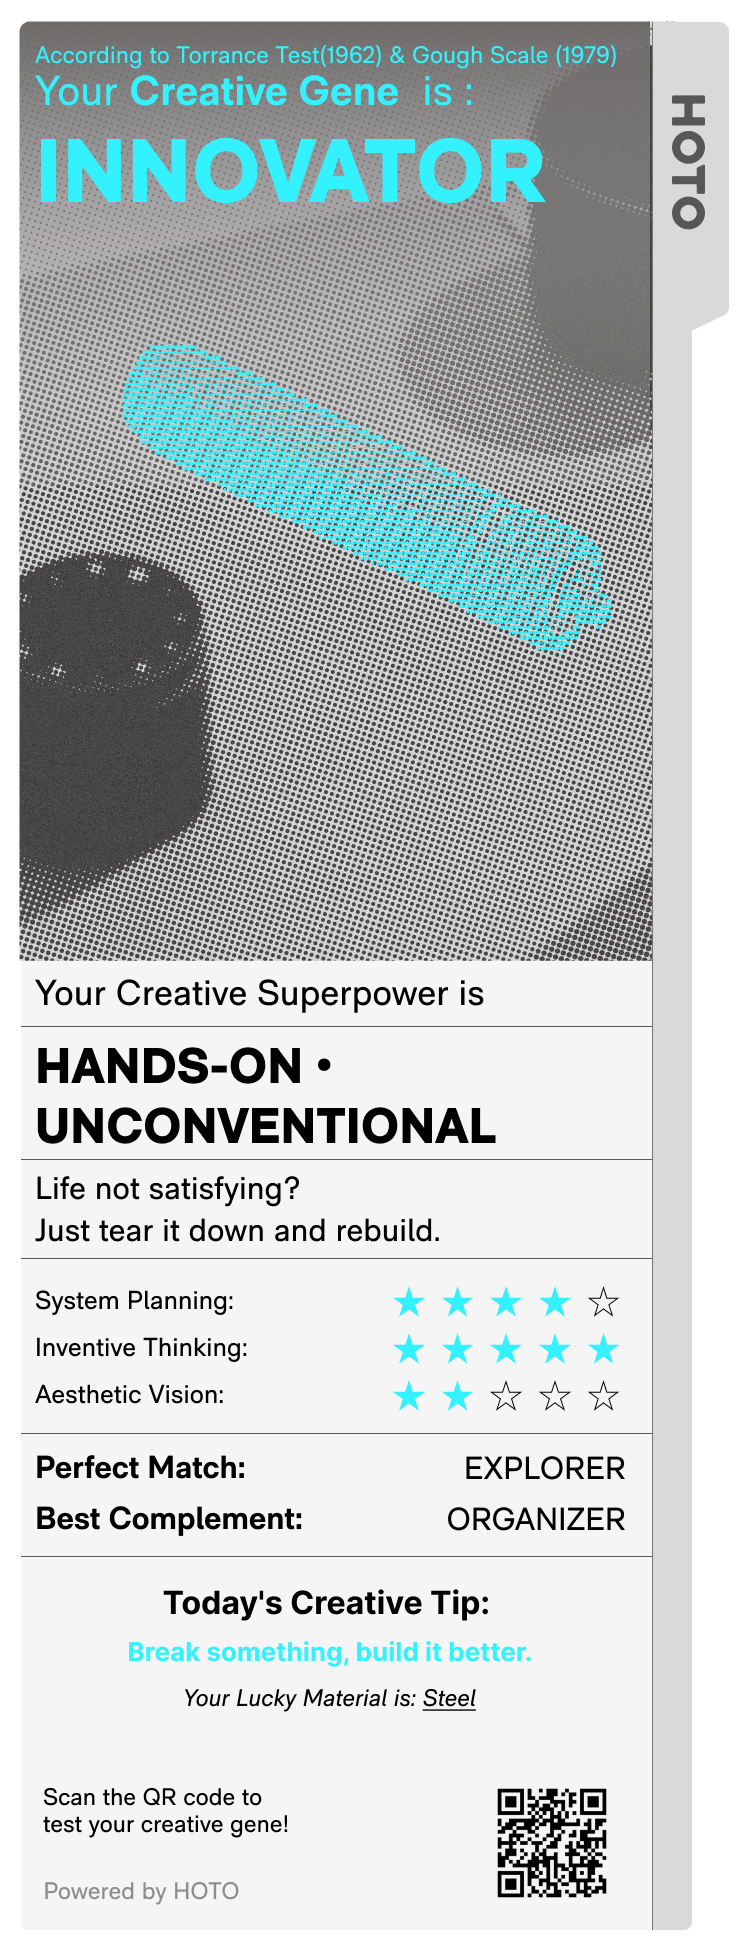 According to Torrance Test(1962) & Gough Scale (1979)
Your Creative Gene is :
INNOVATOR
HOTO
Your Creative Superpower is
HANDS-ON •
UNCONVENTIONAL
Life not satisfying?
Just tear it down and rebuild.
System Planning: ★ ★ ★ ★ ☆
Inventive Thinking: ★ ★ ★ ★ ★
Aesthetic Vision: ★ ★ ☆ ☆ ☆
Perfect Match: EXPLORER
Best Complement: ORGANIZER
Today's Creative Tip:
Break something, build it better.
Your Lucky Material is: Steel
Scan the QR code to
test your creative gene!
Powered by HOTO